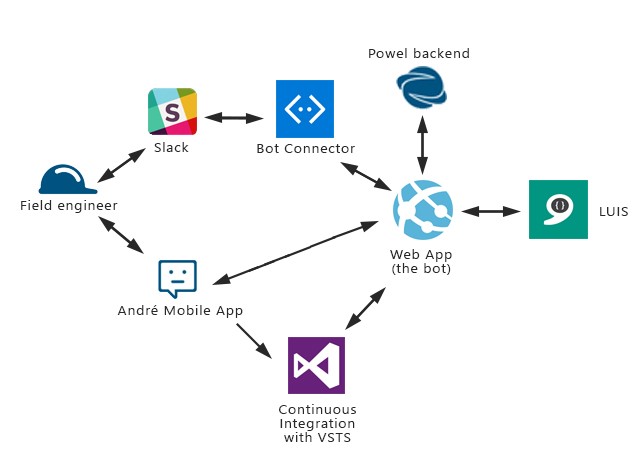 Powel backend
S
Slack
Bot Connector
Field engineer
LUIS
Web App
(the bot)
André Mobile App
Continuous
Integration
with VSTS